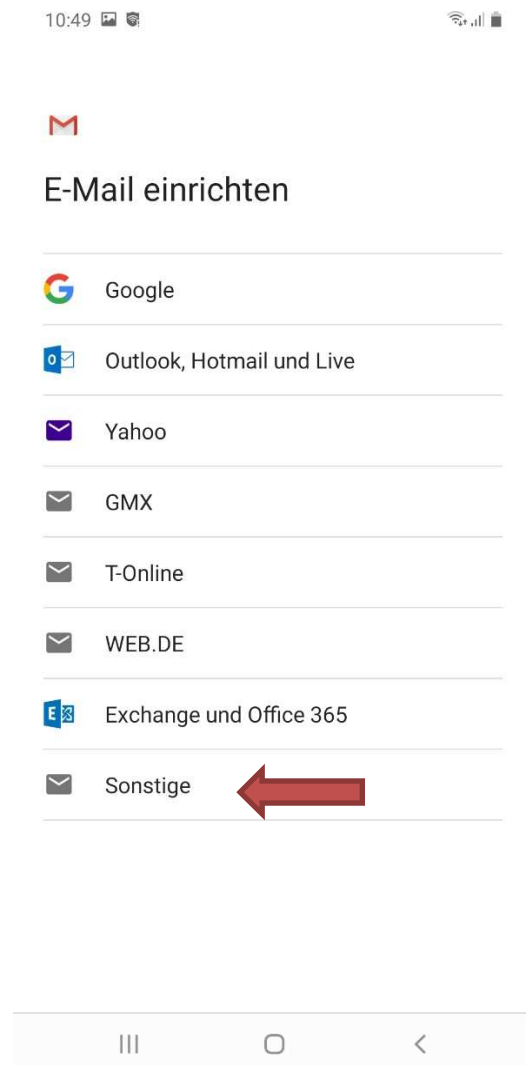 10:49
E-Mail einrichten
Google
Outlook, Hotmail und Live
Yahoo
GMX
T-Online
WEB.DE
Exchange und Office 365
Sonstige